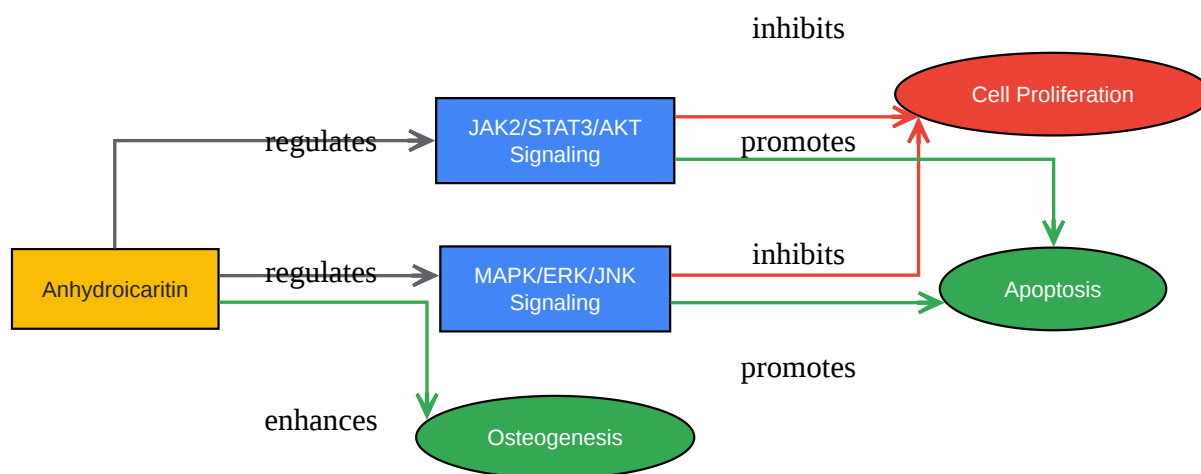 inhibits
Cell Proliferation
regulates
JAK2/STAT3/AKT
Signaling
promotes
regulates
MAPK/ERK/JNK
Signaling
inhibits
Anhydroicaritin
Apoptosis
promotes
enhances
Osteogenesis